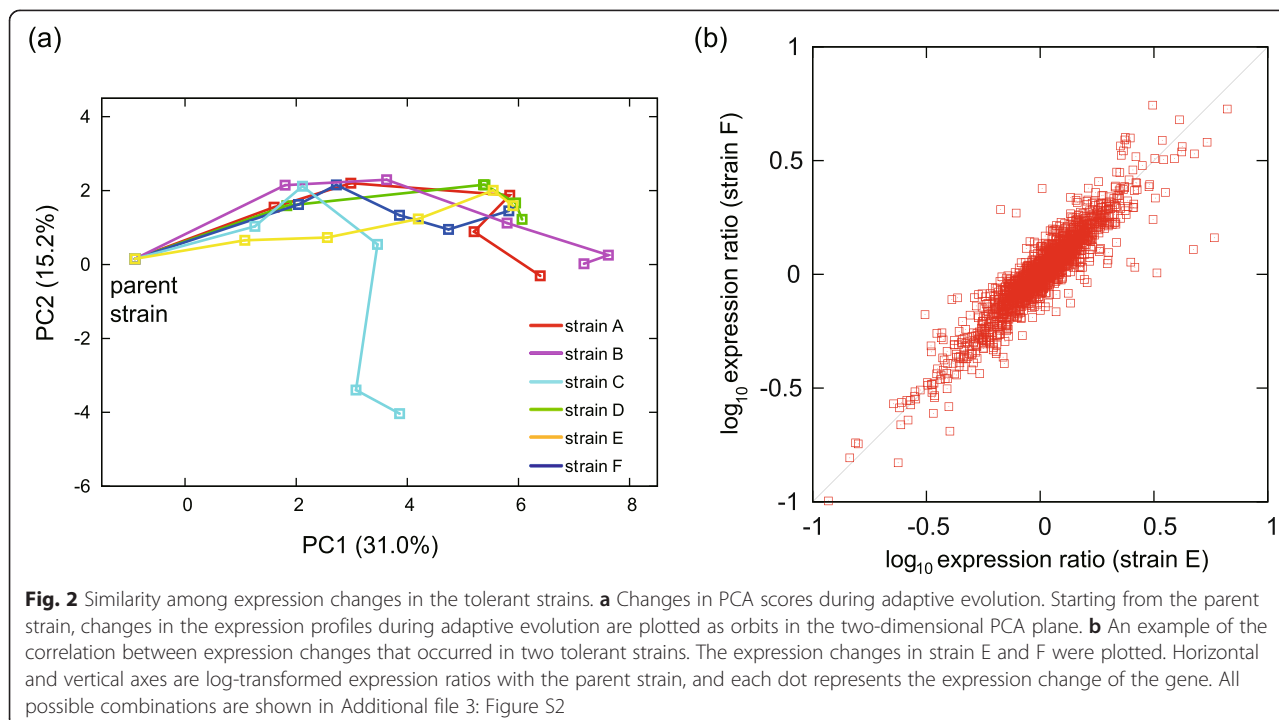 (a)
4
2
0
-2
-4
-6
PC2 (15.2%)
parent
strain
strain A
strain B
strain C
strain D
strain E
strain F
0 2 4 6 8
PC1 (31.0%)
(b)
1
0.5
0
-0.5
-1
log10 expression ratio (strain F)
-1 -0.5 0 0.5 1
log10 expression ratio (strain E)
Fig. 2 Similarity among expression changes in the tolerant strains. a Changes in PCA scores during adaptive evolution. Starting from the parent
strain, changes in the expression profiles during adaptive evolution are plotted as orbits in the two-dimensional PCA plane. b An example of the
correlation between expression changes that occurred in two tolerant strains. The expression changes in strain E and F were plotted. Horizontal
and vertical axes are log-transformed expression ratios with the parent strain, and each dot represents the expression change of the gene. All
possible combinations are shown in Additional file 3: Figure S2